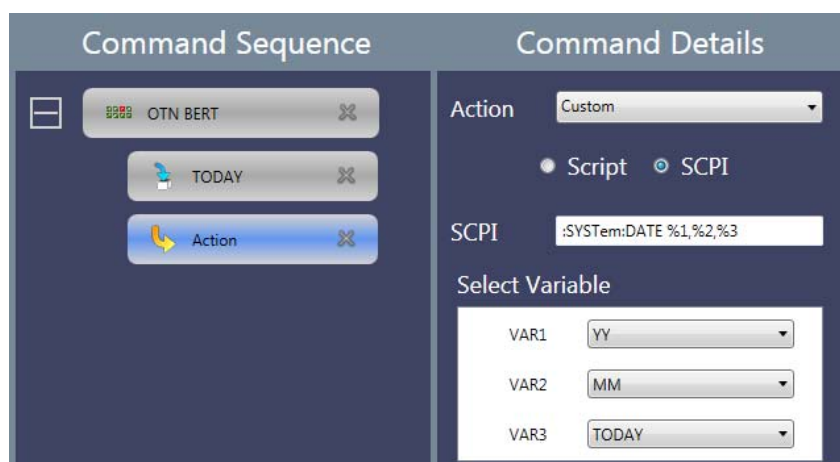 Command Sequence
OTN BERT
TODAY
Action
Command Details
Action Custom
Script SCPI
SCPI :SYSTem:DATE %1,%2,%3
Select Variable
VAR1 YY
VAR2 MM
VAR3 TODAY